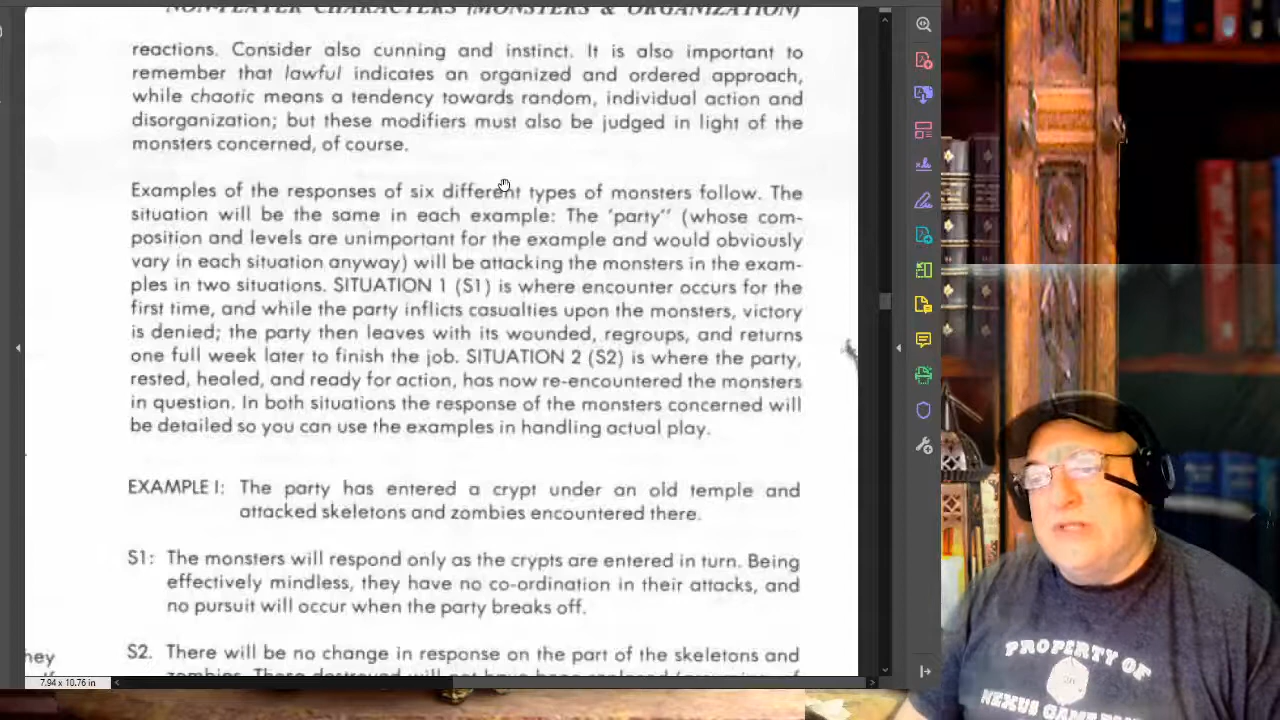 NON-PLAYER CHARACTERS (MONSTERS & ORGANIZATION)
reactions. Consider also cunning and instinct. It is also important to
remember that lawful indicates an organized and ordered approach,
while chaotic means a tendency towards random, individual action and
disorganization; but these modifiers must also be judged in light of the
monsters concerned, of course.
Examples of the responses of six different types of monsters follow. The
situation will be the same in each example: The 'party" (whose com-
position and levels are unimportant for the example and would obviously
vary in each situation anyway) will be attacking the monsters in the exam-
ples in two situations. SITUATION 1 (S1) is where encounter occurs for the
first time, and while the party inflicts casualties upon the monsters, victory
is denied; the party then leaves with its wounded, regroups, and returns
one full week later to finish the job. SITUATION 2 (S2) is where the party,
rested, healed, and ready for action, has now re-encountered the monsters
in question. In both situations the response of the monsters concerned will
be detailed so you can use the examples in handling actual play.
EXAMPLE I: The party has entered a crypt under an old temple and
attacked skeletons and zombies encountered there.
S1: The monsters will respond only as the crypts are entered in turn. Being
effectively mindless, they have no co-ordination in their attacks, and
no pursuit will occur when the party breaks off.
hey
S2. There will be no change in response on the part of the skeletons and
zombies. Those destroyed will not have been replaced (assuming of
7.94 x 10.76 in
PROPERTY OF
NEXUS GAM